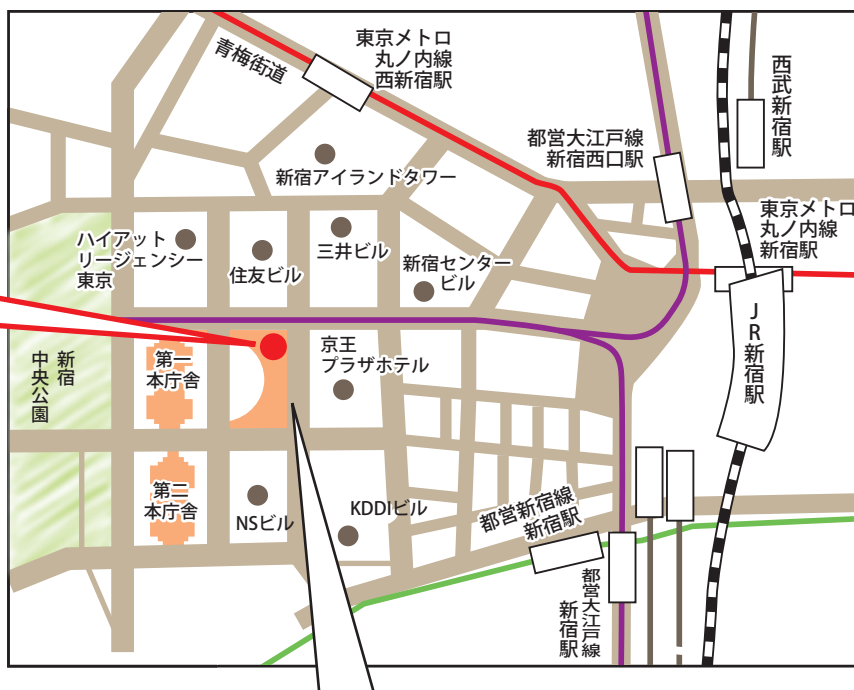 青梅街道
東京メトロ
丸ノ内線
西新宿駅
西武新宿駅
都営大江戸線
新宿西口駅
新宿アイランドタワー
東京メトロ
丸ノ内線
新宿駅
ハイアット
リージェンシー
東京
住友ビル
三井ビル
新宿センター
ビル
JR新宿駅
新宿
中央公園
第一
本庁舎
京王
プラザホテル
第二
本庁舎
NSビル
KDDIビル
都営新宿線
新宿駅
都営大江戸線
新宿駅